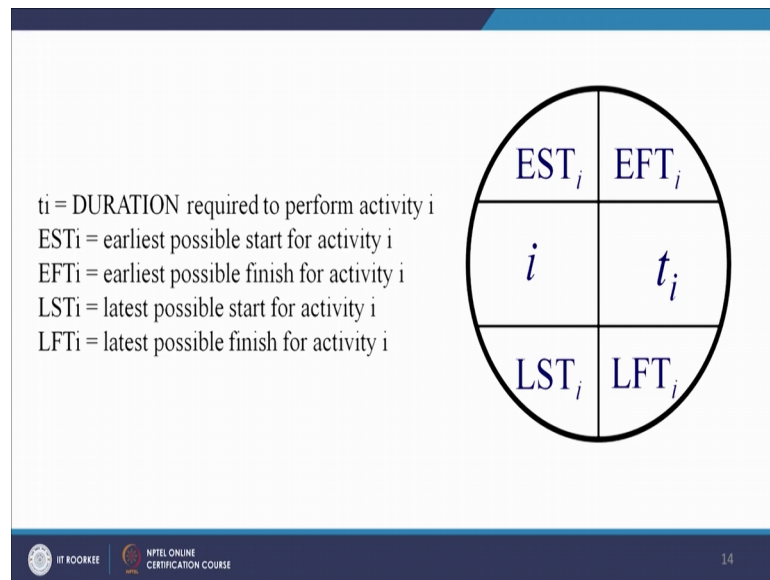 ti = DURATION required to perform activity i
ESTi = earliest possible start for activity i
EFTi = earliest possible finish for activity i
LSTi = latest possible start for activity i
LFTi = latest possible finish for activity i
ESTᵢ EFTᵢ
i tᵢ
LSTᵢ LFTᵢ
IIT ROORKEE
NPTEL ONLINE
CERTIFICATION COURSE
14